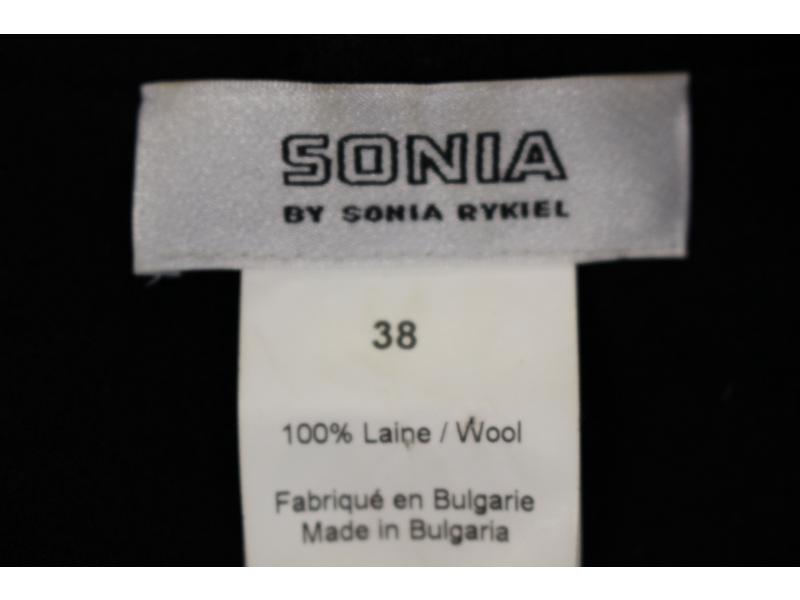 SONIA
BY SONIA RYKIEL
38
100% Laine / Wool
Fabriqué en Bulgarie
Made in Bulgaria